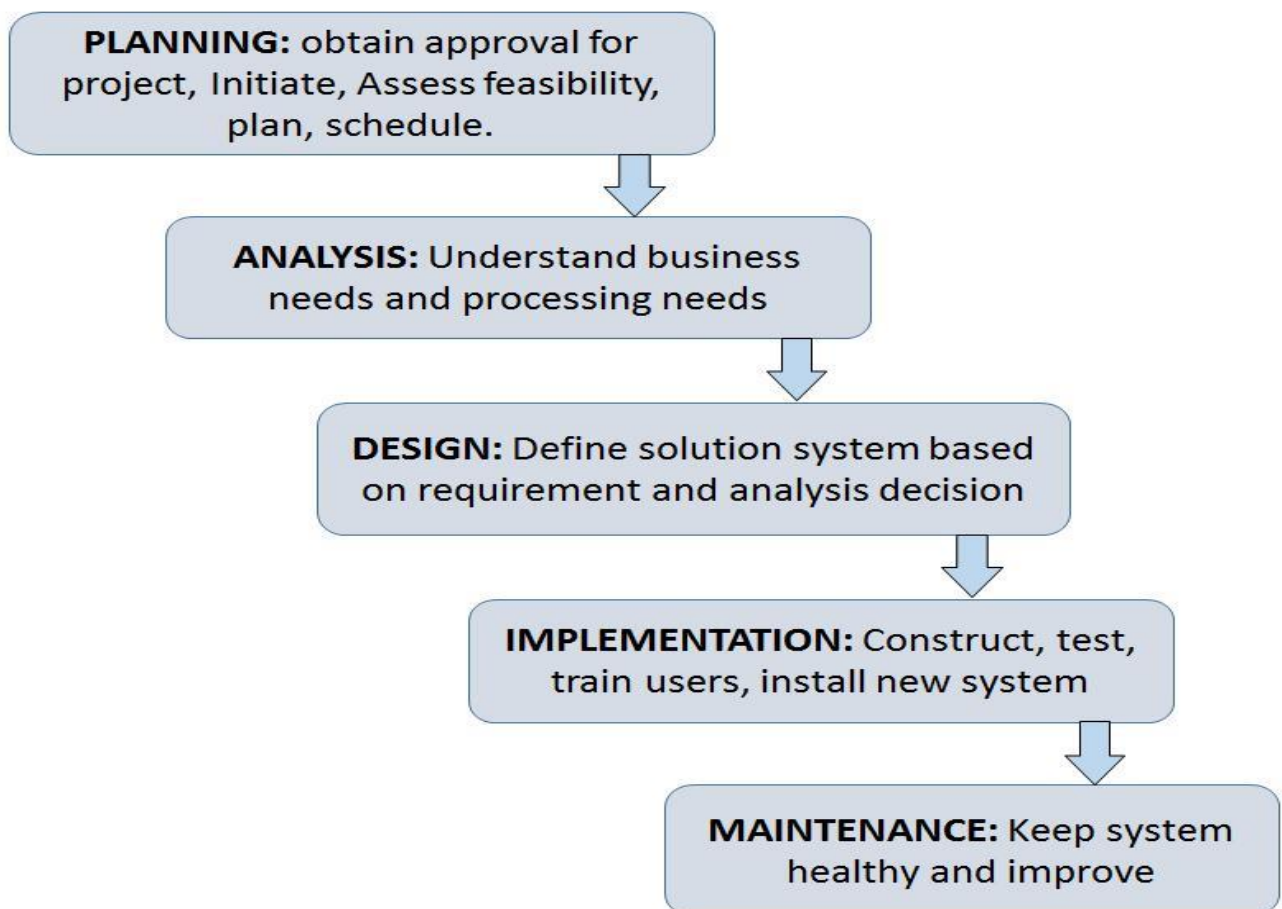 PLANNING: obtain approval for
project, Initiate, Assess feasibility,
plan, schedule.
ANALYSIS: Understand business
needs and processing needs
DESIGN: Define solution system based
on requirement and analysis decision
IMPLEMENTATION: Construct, test,
train users, install new system
MAINTENANCE: Keep system
healthy and improve